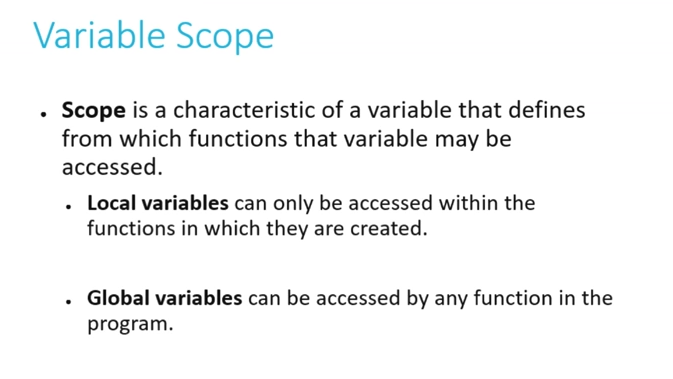 Variable Scope
• Scope is a characteristic of a variable that defines
from which functions that variable may be
accessed.
• Local variables can only be accessed within the
functions in which they are created.
• Global variables can be accessed by any function in the
program.